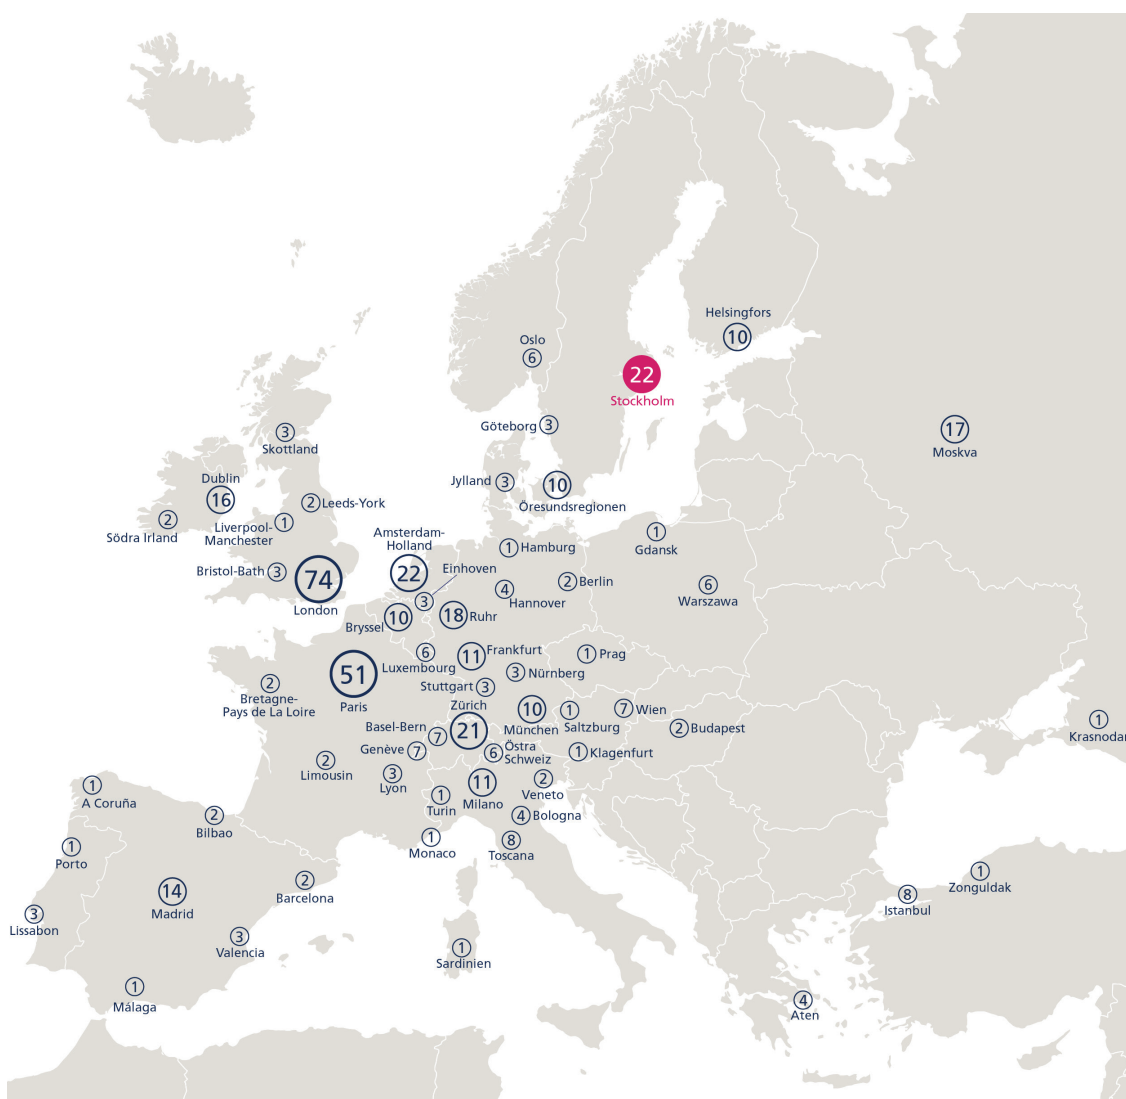 Helsingfors
10
Oslo
6
22
Stockholm
Göteborg
3
17
Moskva
3
Skottland
Jylland
3
10
Öresundsregionen
Dublin
16
2
Leeds-York
2
Södra Irland
1
Liverpool-
Manchester
Amsterdam-
Holland
22
1
Hamburg
1
Gdansk
Bristol-Bath
3
74
London
Einhoven
3
4
Hannover
2
Berlin
6
Warszawa
10
Bryssel
18
Ruhr
6
Luxembourg
11
Frankfurt
1
Prag
51
Paris
3
Nürnberg
Stuttgart
3
2
Bretagne-
Pays de La Loire
Zürich
21
10
München
1
Saltzburg
7
Wien
2
Budapest
1
Krasnodar
Basel-Bern
7
Genève
7
6
Östra
Schweiz
1
Klagenfurt
2
Limousin
3
Lyon
1
Turin
11
Milano
2
Veneto
1
A Coruña
2
Bilbao
4
Bologna
1
Monaco
8
Toscana
1
Porto
14
Madrid
2
Barcelona
1
Zonguldak
8
Istanbul
3
Lissabon
3
Valencia
1
Sardinien
1
Málaga
4
Aten